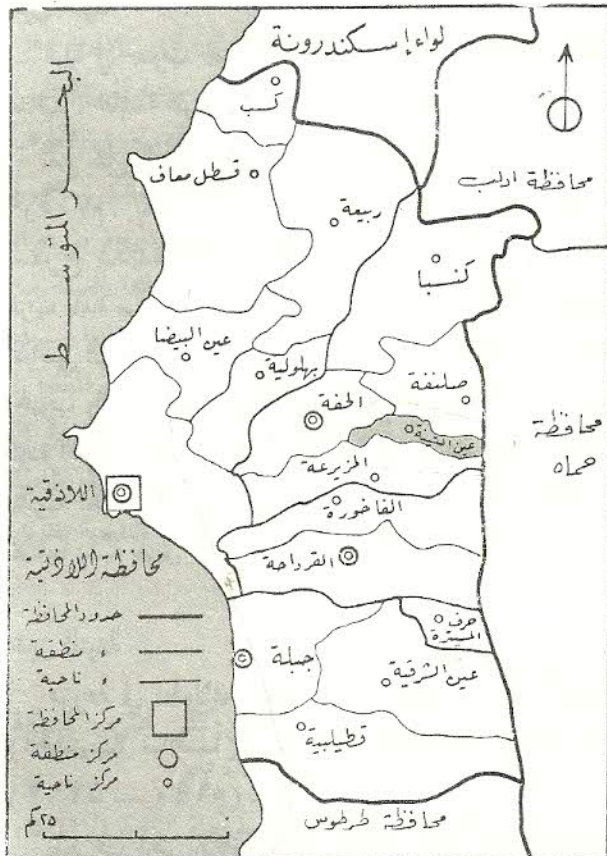 لواء إسكندرونة
البحر المتوسط
كسب
محافظة ادلب
قسطل معاف
ربيعة
كنسبا
عين البيضا
بهلولية
صلنفة
الحفة
محافظة
حماه
عين التينة
المزيرعة
اللاذقية
الفاخورة
القرداحة
محافظة اللاذقية
حدود المحافظة
« منطقة
« ناحية
مركز المحافظة
مركز منطقة
مركز ناحية
٢٥ كم
حرف
المسيترة
جبلة
عين الشرقية
قطيلبية
محافظة طرطوس